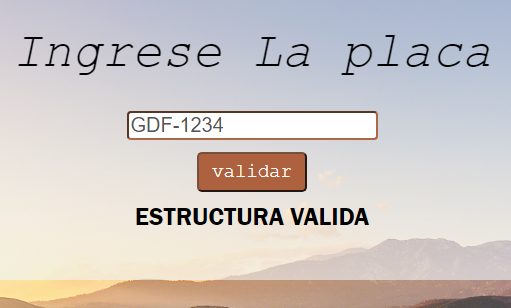 Ingrese La placa
GDF-1234
validar
ESTRUCTURA VALIDA